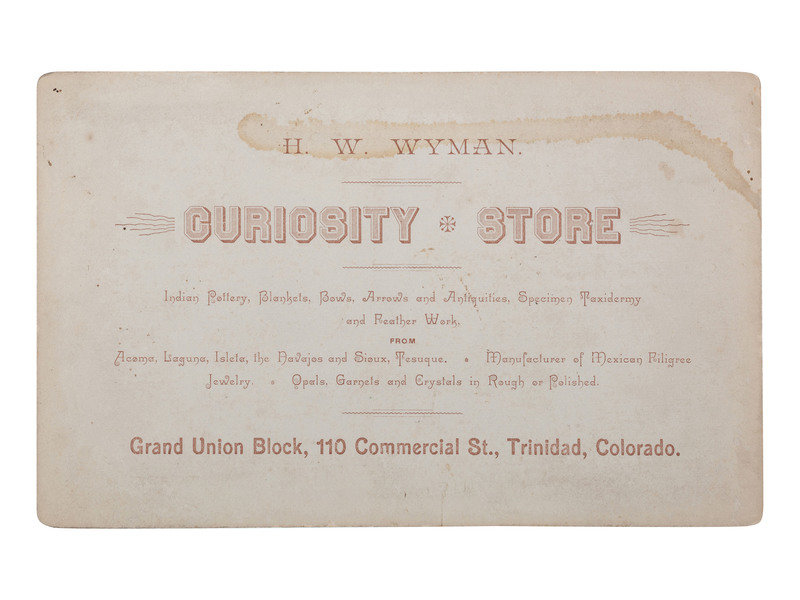 H. W. WYMAN.
CURIOSITY STORE
Indian Pottery, Blankets, Bows, Arrows and Antiquities, Specimen Taxidermy
and Feather Work,
FROM
Acoma, Laguna, Isleta, the Navajos and Sioux, Tesuque. • Manufacturer of Mexican Filigree
Jewelry. • Opals, Garnets and Crystals in Rough or Polished.
Grand Union Block, 110 Commercial St., Trinidad, Colorado.